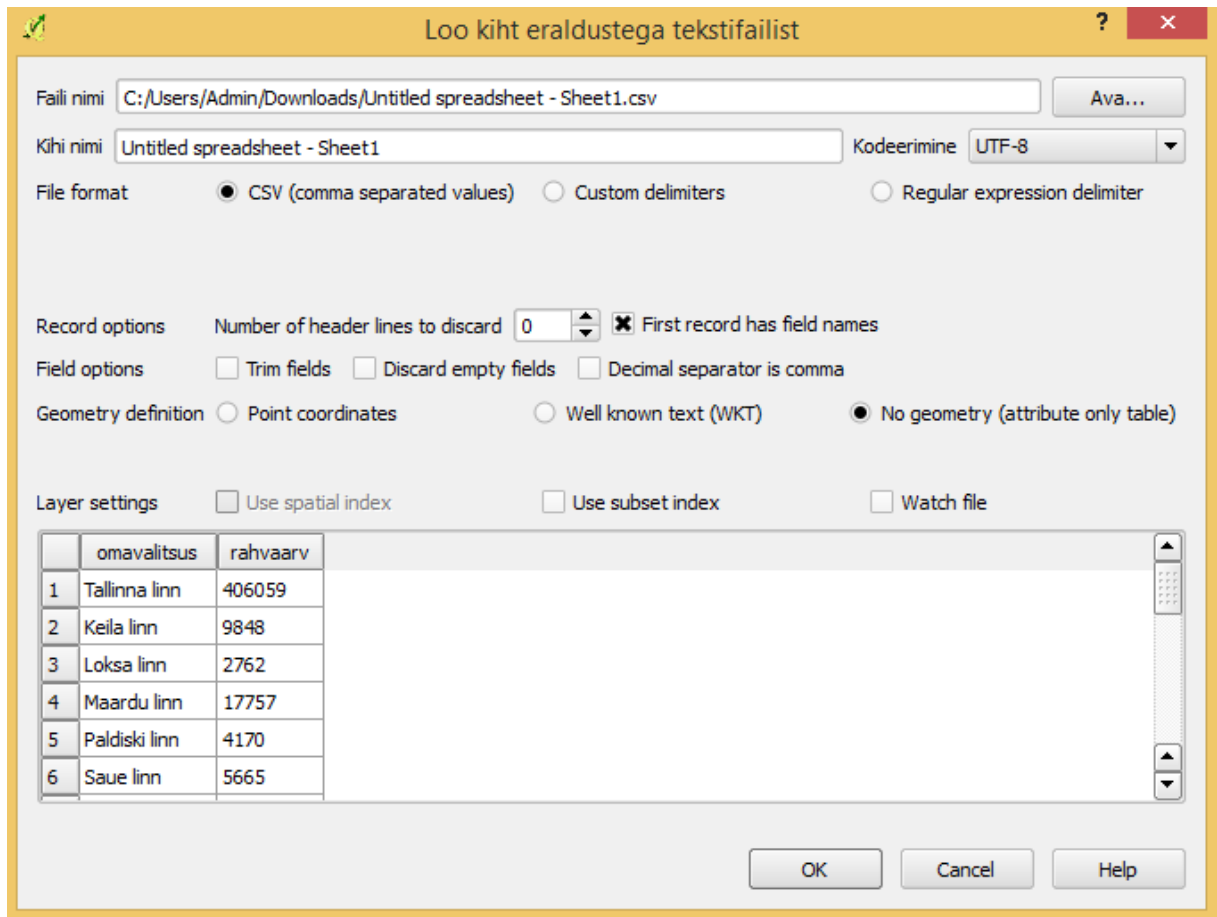 Loo kiht eraldustega tekstifailist ?
Faili nimi C:/Users/Admin/Downloads/Untitled spreadsheet - Sheet1.csv Ava...
Kihi nimi Untitled spreadsheet - Sheet1 Kodeerimine UTF-8
File format CSV (comma separated values) Custom delimiters Regular expression delimiter
Record options Number of header lines to discard 0 First record has field names
Field options Trim fields Discard empty fields Decimal separator is comma
Geometry definition Point coordinates Well known text (WKT) No geometry (attribute only table)
Layer settings Use spatial index Use subset index Watch file
omavalitsus rahvaarv
1 Tallinna linn 406059
2 Keila linn 9848
3 Loksa linn 2762
4 Maardu linn 17757
5 Paldiski linn 4170
6 Saue linn 5665
OK Cancel Help